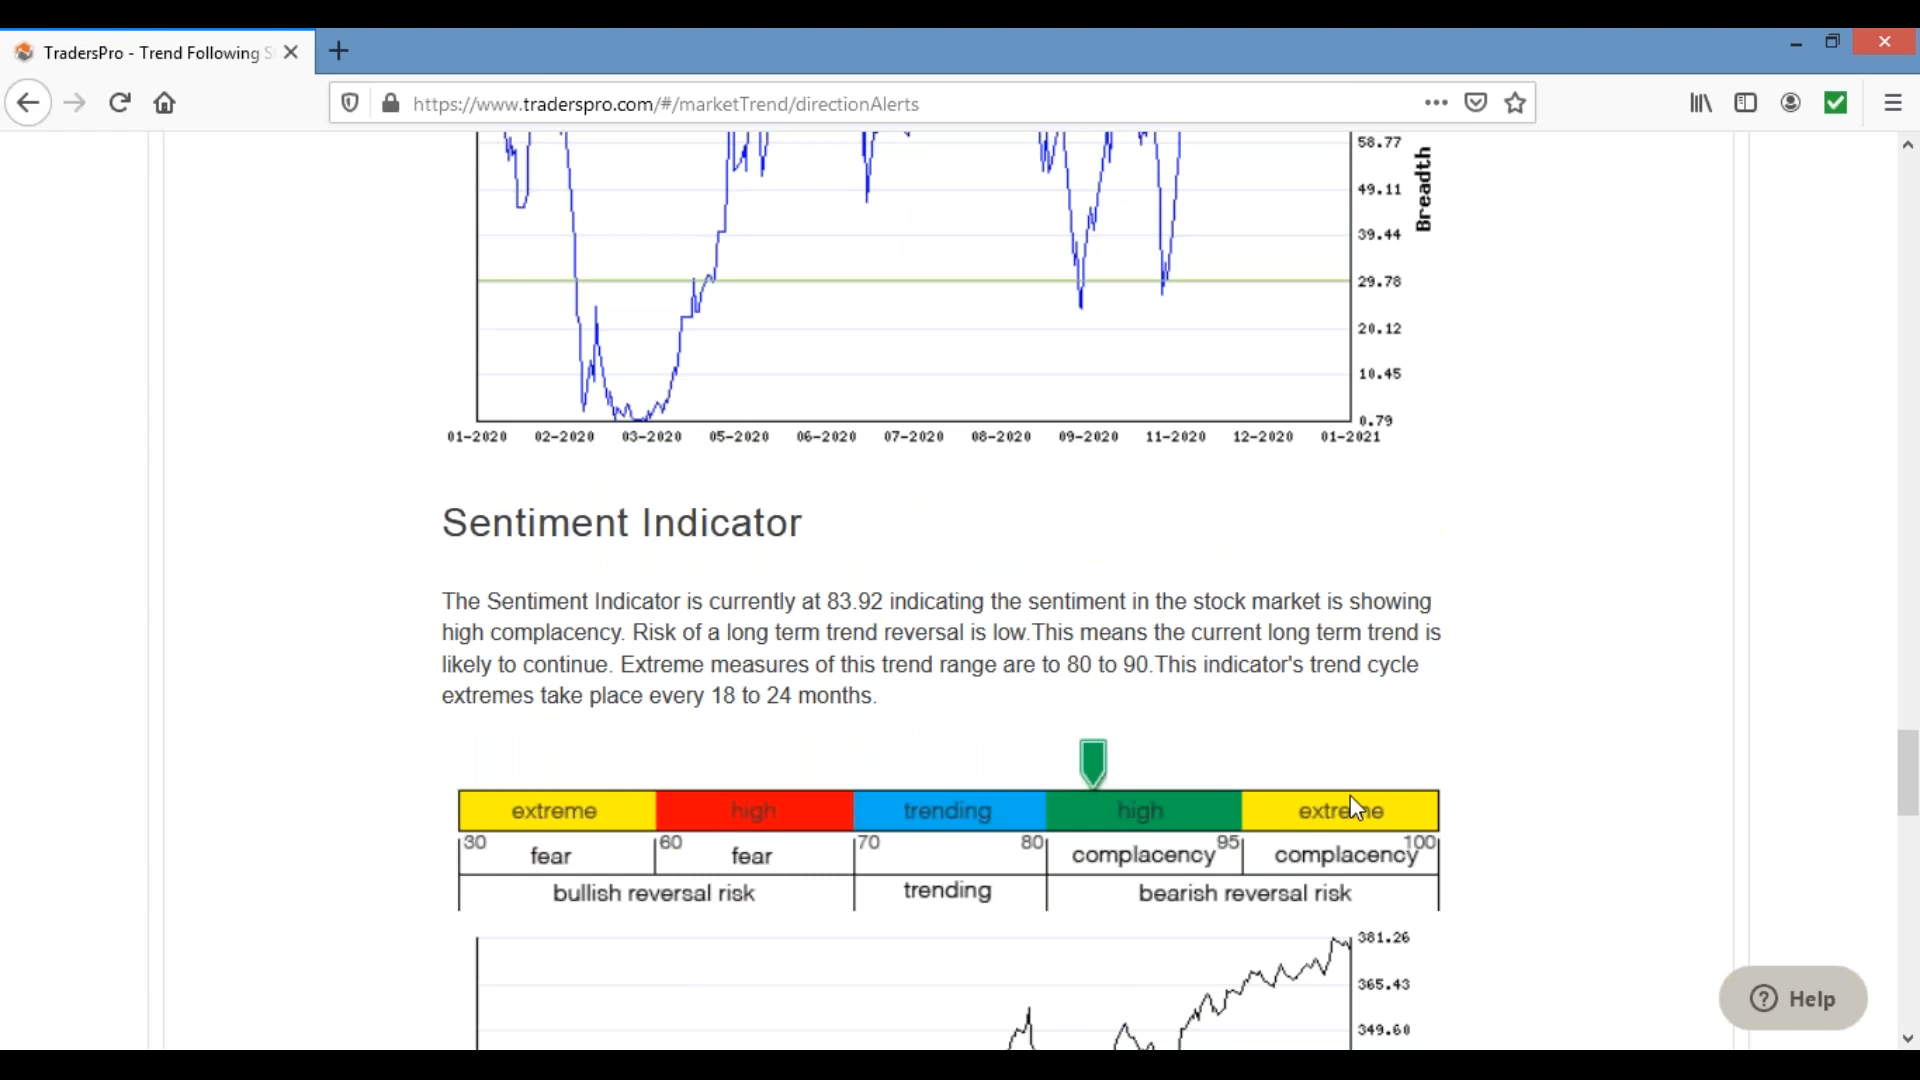 TradersPro - Trend Following S
https://www.traderspro.com/#/marketTrend/directionAlerts
58.77
49.11
39.44
29.78
20.12
10.45
0.79
Breadth
01-2020 02-2020 03-2020 05-2020 06-2020 07-2020 08-2020 09-2020 11-2020 12-2020 01-2021
Sentiment Indicator
The Sentiment Indicator is currently at 83.92 indicating the sentiment in the stock market is showing
high complacency. Risk of a long term trend reversal is low.This means the current long term trend is
likely to continue. Extreme measures of this trend range are to 80 to 90.This indicator's trend cycle
extremes take place every 18 to 24 months.
extreme high trending high extreme
30 60 70 80 95 100
fear fear complacency complacency
bullish reversal risk trending bearish reversal risk
381.26
365.43
349.60
Help